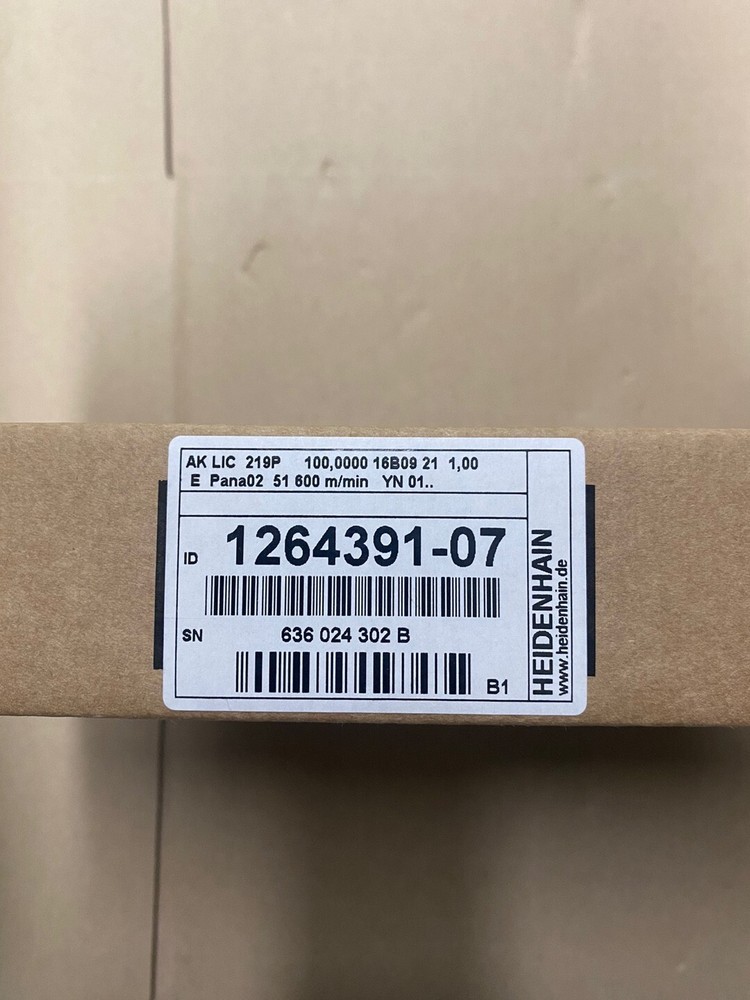 AK LIC 219P 100,0000 16B09 21 1,00
E Pana02 51 600 m/min YN 01..
ID 1264391-07
SN 636 024 302 B
B1
HEIDENHAIN
www.heidenhain.de